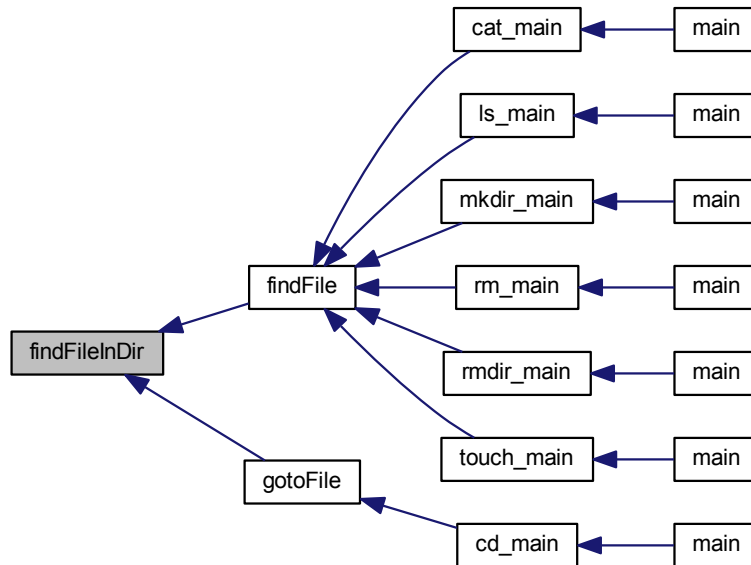 cat_main
main
ls_main
main
mkdir_main
main
findFile
rm_main
main
findFileInDir
rmdir_main
main
touch_main
main
gotoFile
cd_main
main